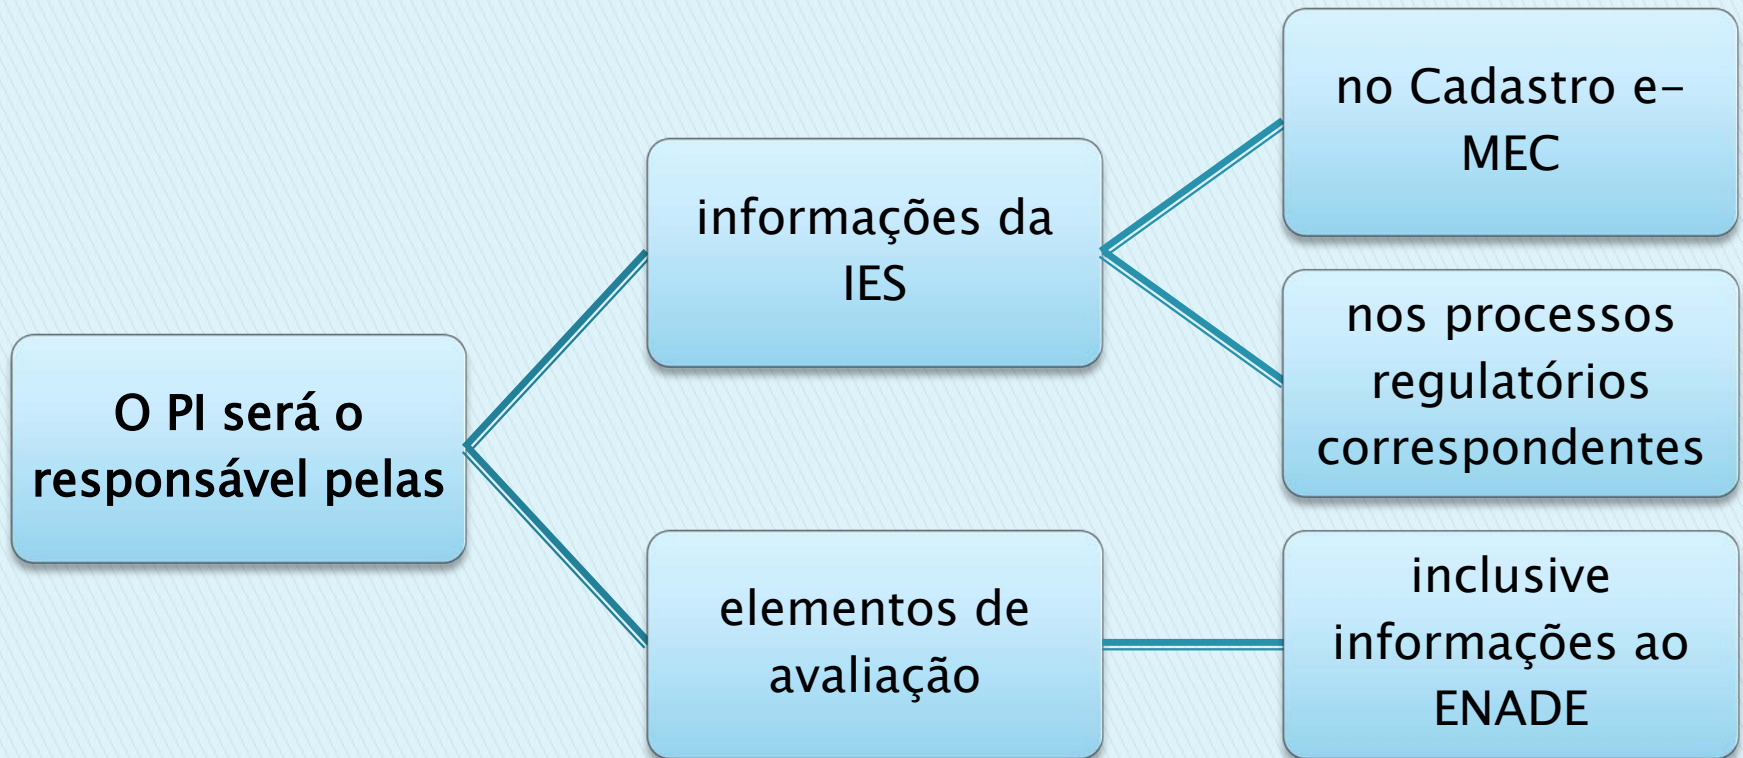 O PI será o
responsável pelas
informações da
IES
no Cadastro e-
MEC
nos processos
regulatórios
correspondentes
elementos de
avaliação
inclusive
informações ao
ENADE